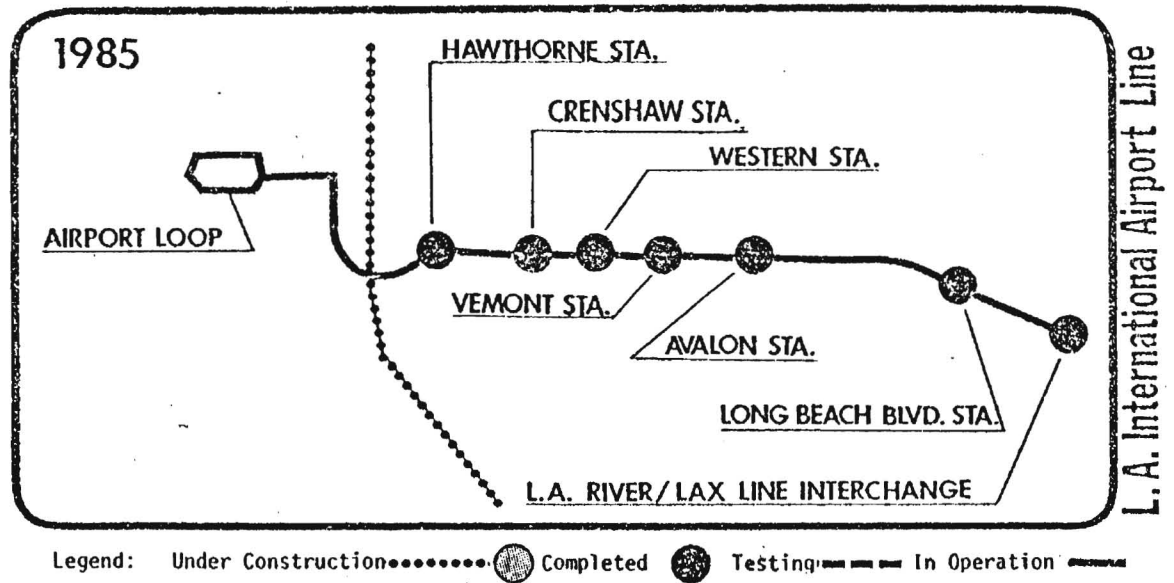 1985
HAWTHORNE STA.
CRENSHAW STA.
WESTERN STA.
AIRPORT LOOP
VEMONT STA.
AVALON STA.
LONG BEACH BLVD. STA.
L.A. RIVER/LAX LINE INTERCHANGE
L.A. International Airport Line
Legend: Under Construction Completed Testing In Operation